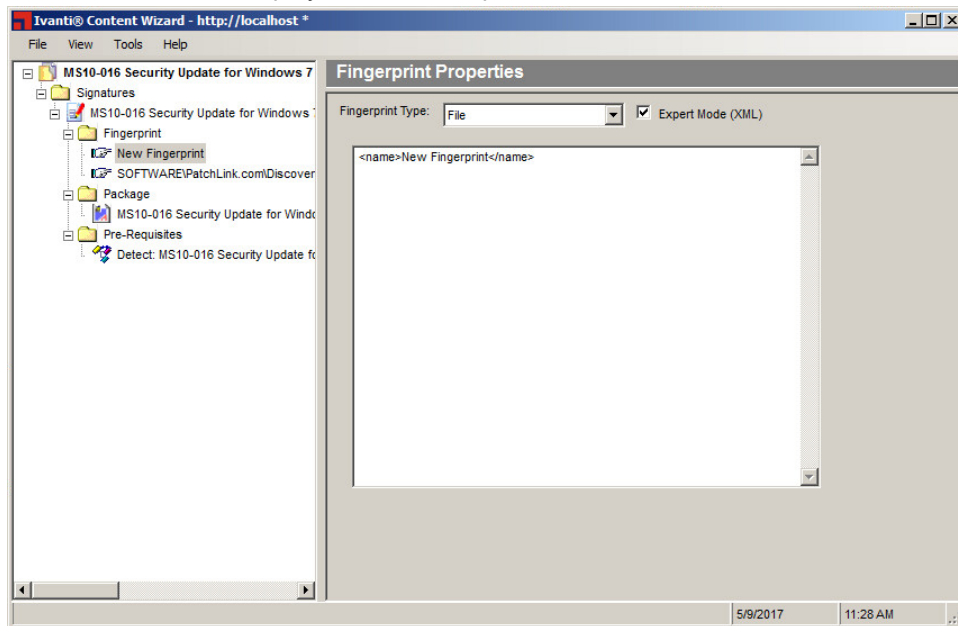 Ivanti® Content Wizard - http://localhost *
File View Tools Help
MS10-016 Security Update for Windows 7
Signatures
MS10-016 Security Update for Windows
Fingerprint
New Fingerprint
SOFTWARE\PatchLink.com\Discover
Package
MS10-016 Security Update for Windo
Pre-Requisites
Detect: MS10-016 Security Update fo
Fingerprint Properties
Fingerprint Type: File Expert Mode (XML)
<name>New Fingerprint</name>
5/9/2017 11:28 AM